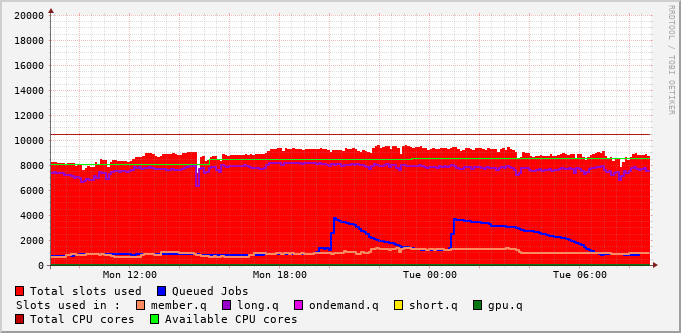 RRDTOOL / TOBI OETIKER
20000
18000
16000
14000
12000
10000
8000
6000
4000
2000
0
Mon 12:00 Mon 18:00 Tue 00:00 Tue 06:00
Total slots used Queued Jobs
Slots used in : member.q long.q ondemand.q short.q gpu.q
Total CPU cores Available CPU cores